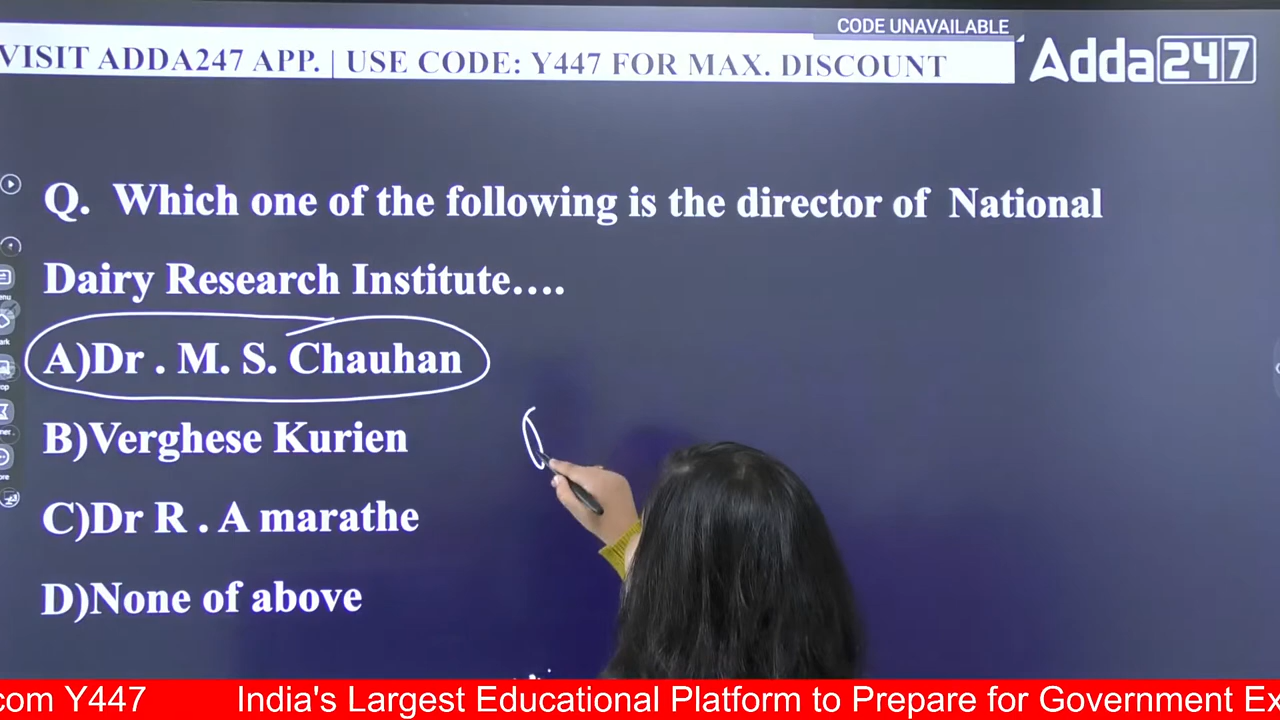 CODE UNAVAILABLE
VISIT ADDA247 APP. | USE CODE: Y447 FOR MAX. DISCOUNT
Adda247
Q. Which one of the following is the director of National
Dairy Research Institute....
A)Dr . M. S. Chauhan
B)Verghese Kurien
C)Dr R . A marathe
D)None of above
.com Y447 India's Largest Educational Platform to Prepare for Government Ex